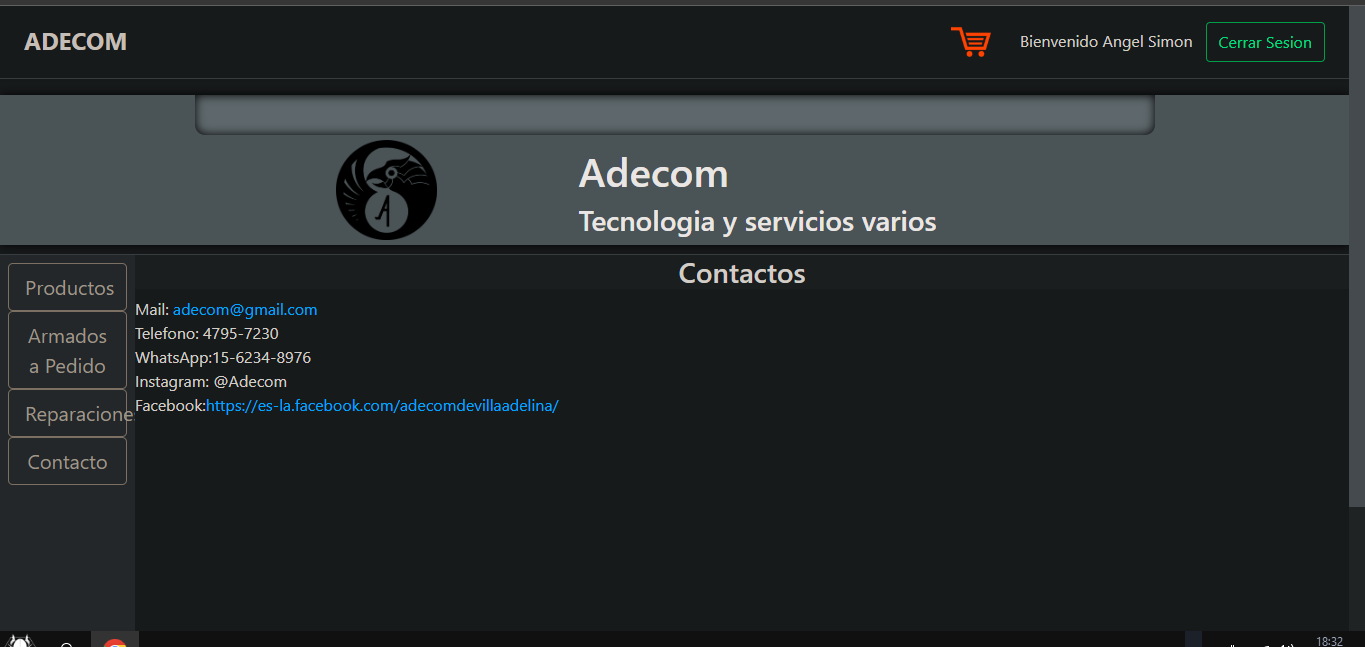 ADECOM
Bienvenido Angel Simon
Cerrar Sesion
Adecom
Tecnologia y servicios varios
Contactos
Productos
Armados
a Pedido
Reparacione
Contacto
Mail: adecom@gmail.com
Telefono: 4795-7230
WhatsApp:15-6234-8976
Instagram: @Adecom
Facebook:https://es-la.facebook.com/adecomdevillaadelina/
A
18:32